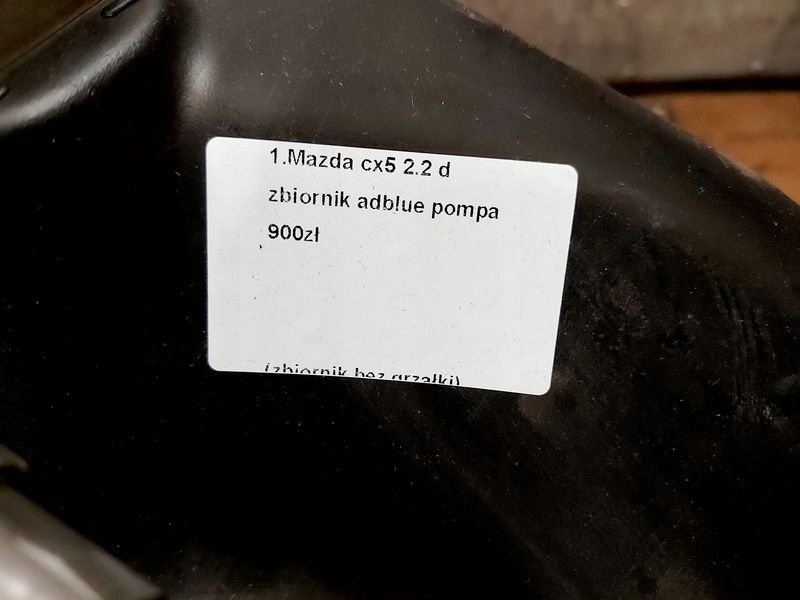 1.Mazda cx5 2.2 d
zbiornik adblue pompa
900zł
(zbiornik bez grzałki)